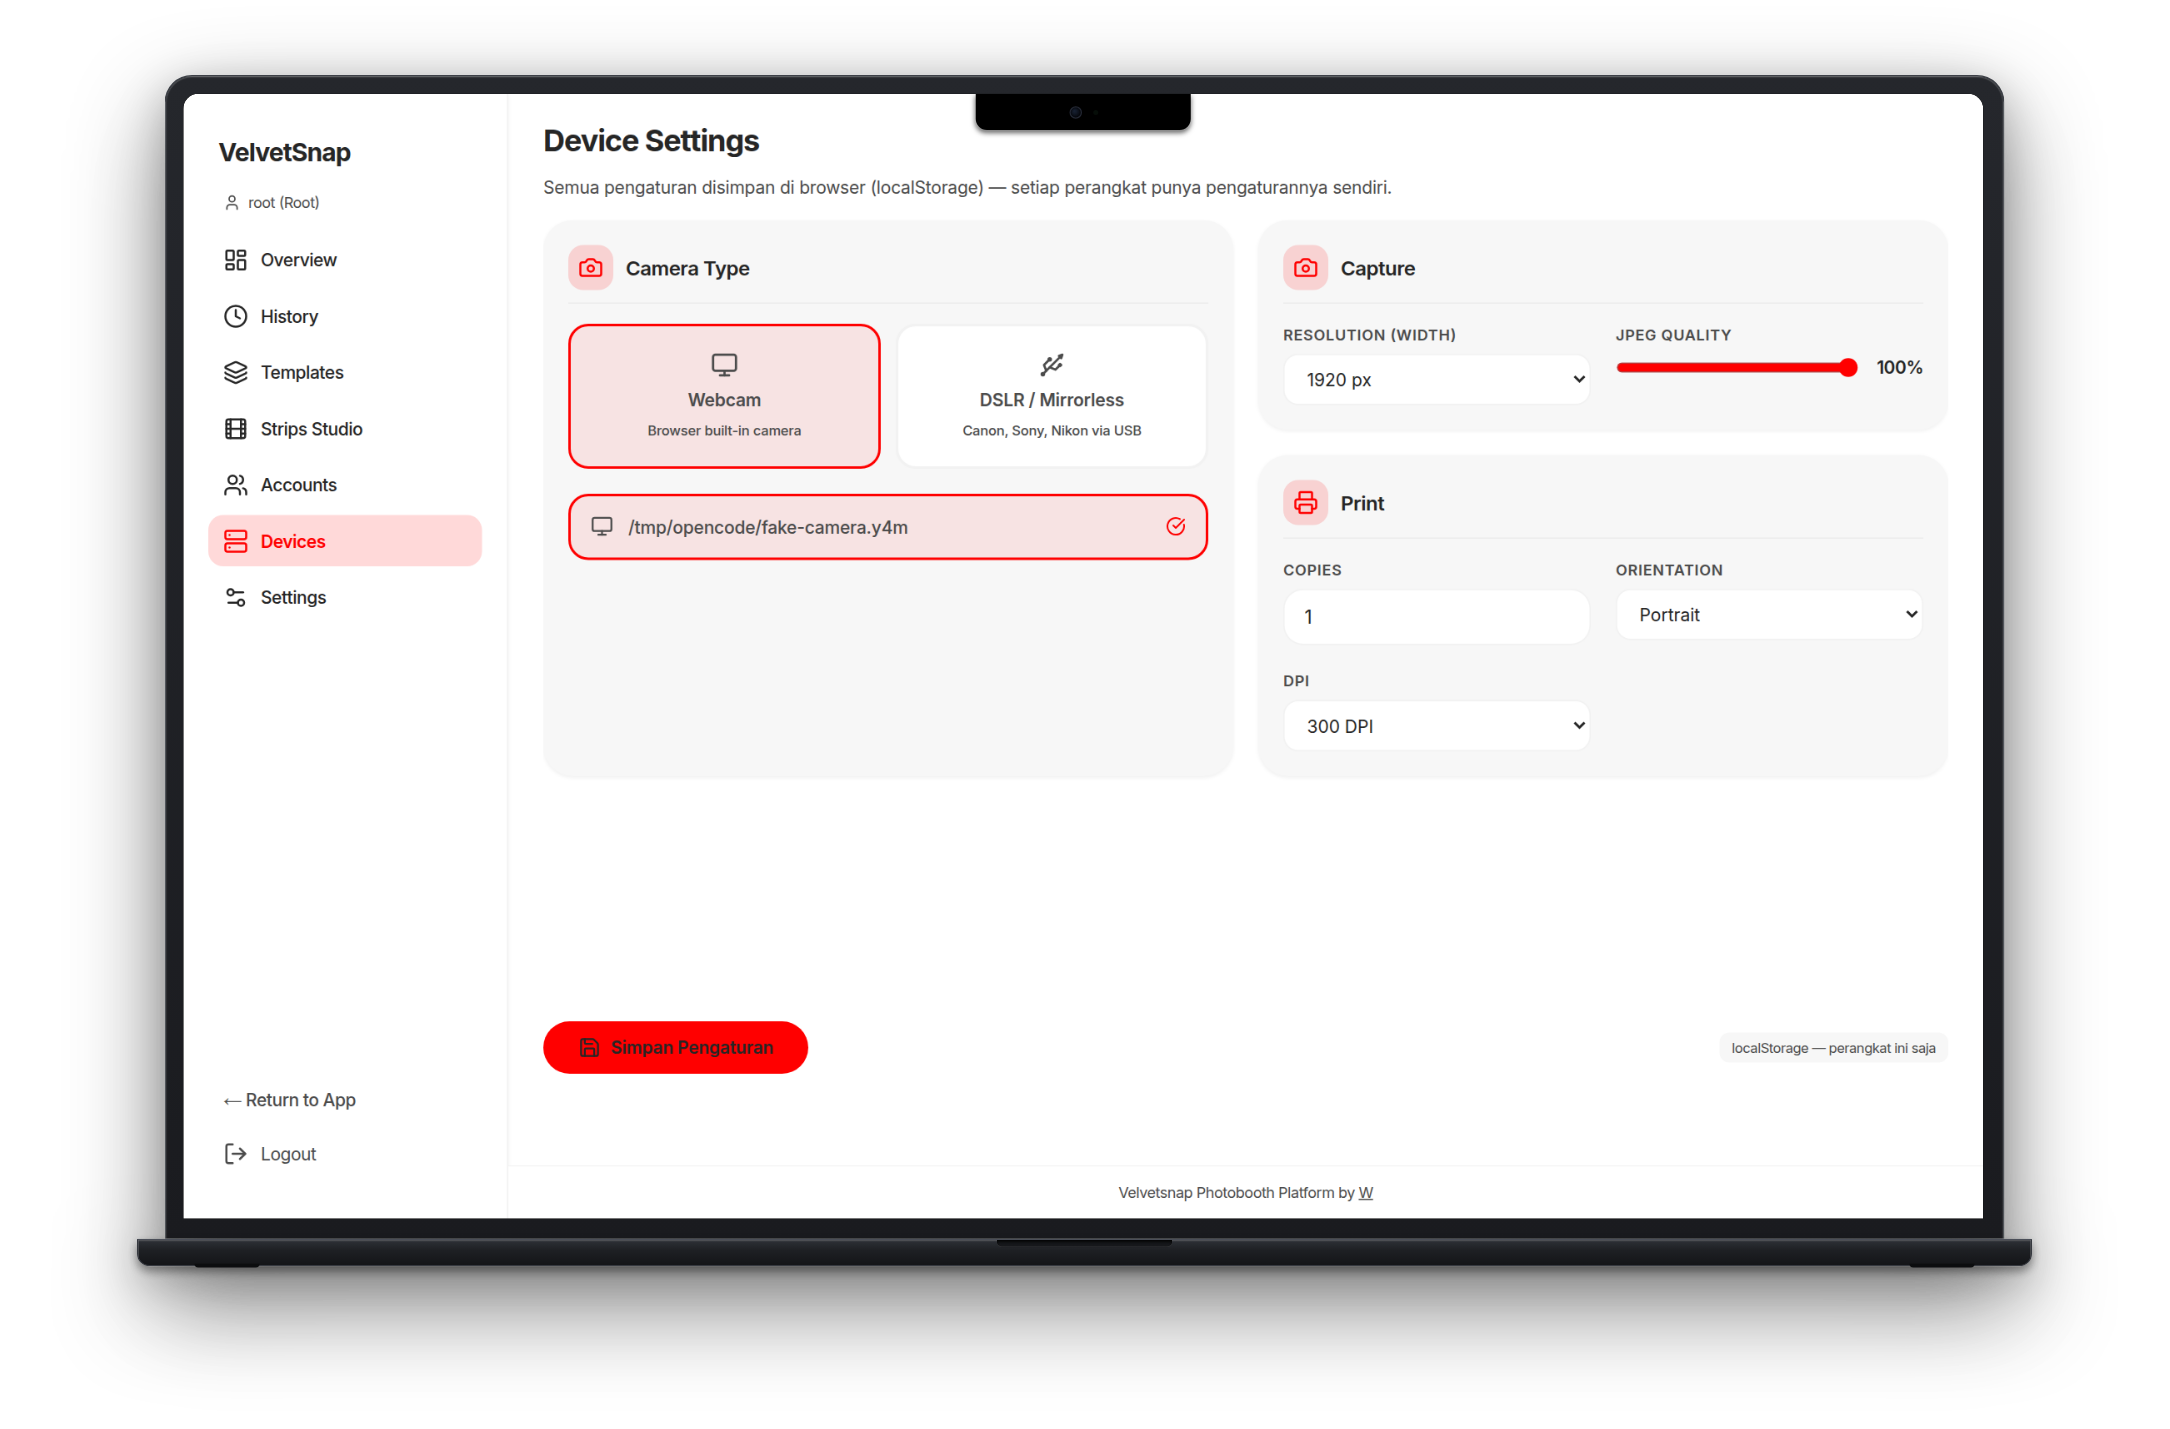 VelvetSnap
root (Root)
Overview
History
Templates
Strips Studio
Accounts
Devices
Settings
← Return to App
Logout
Device Settings
Semua pengaturan disimpan di browser (localStorage) — setiap perangkat punya pengaturannya sendiri.
Camera Type
Webcam
Browser built-in camera
DSLR / Mirrorless
Canon, Sony, Nikon via USB
/tmp/opencode/fake-camera.y4m
Capture
RESOLUTION (WIDTH)
1920 px
JPEG QUALITY
100%
Print
COPIES
1
ORIENTATION
Portrait
DPI
300 DPI
Simpan Pengaturan
localStorage — perangkat ini saja
Velvetsnap Photobooth Platform by W